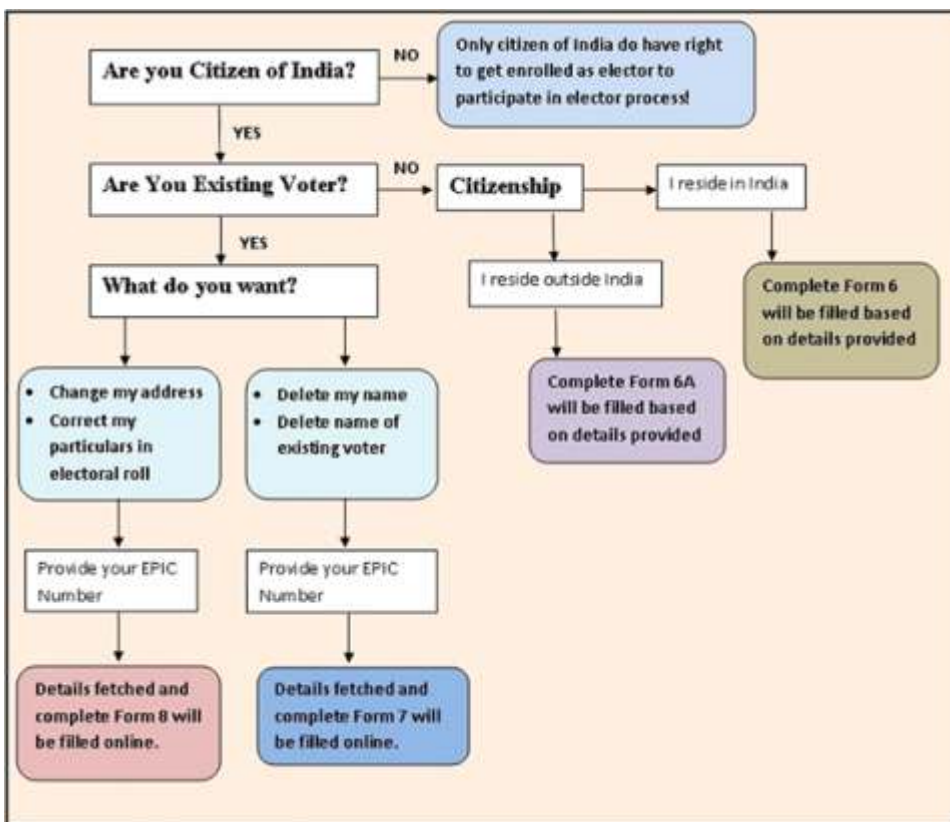 Are you Citizen of India?
NO
Only citizen of India do have right
to get enrolled as elector to
participate in elector process!
YES
Are You Existing Voter?
NO
Citizenship
I reside in India
YES
What do you want?
I reside outside India
Complete Form 6
will be filled based
on details provided
• Change my address
• Correct my
particulars in
electoral roll
• Delete my name
• Delete name of
existing voter
Complete Form 6A
will be filled based
on details provided
Provide your EPIC
Number
Provide your EPIC
Number
Details fetched and
complete Form 8 will
be filled online.
Details fetched and
complete Form 7 will
be filled online.